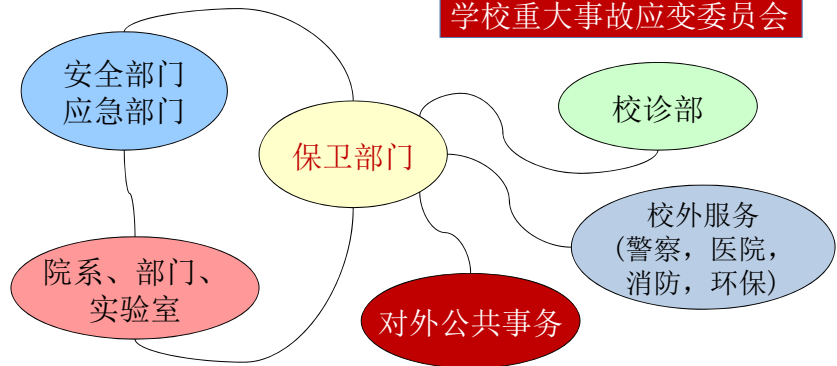 学校重大事故应变委员会
安全部门
应急部门
校诊部
保卫部门
校外服务
(警察，医院，
消防，环保)
院系、部门、
实验室
对外公共事务